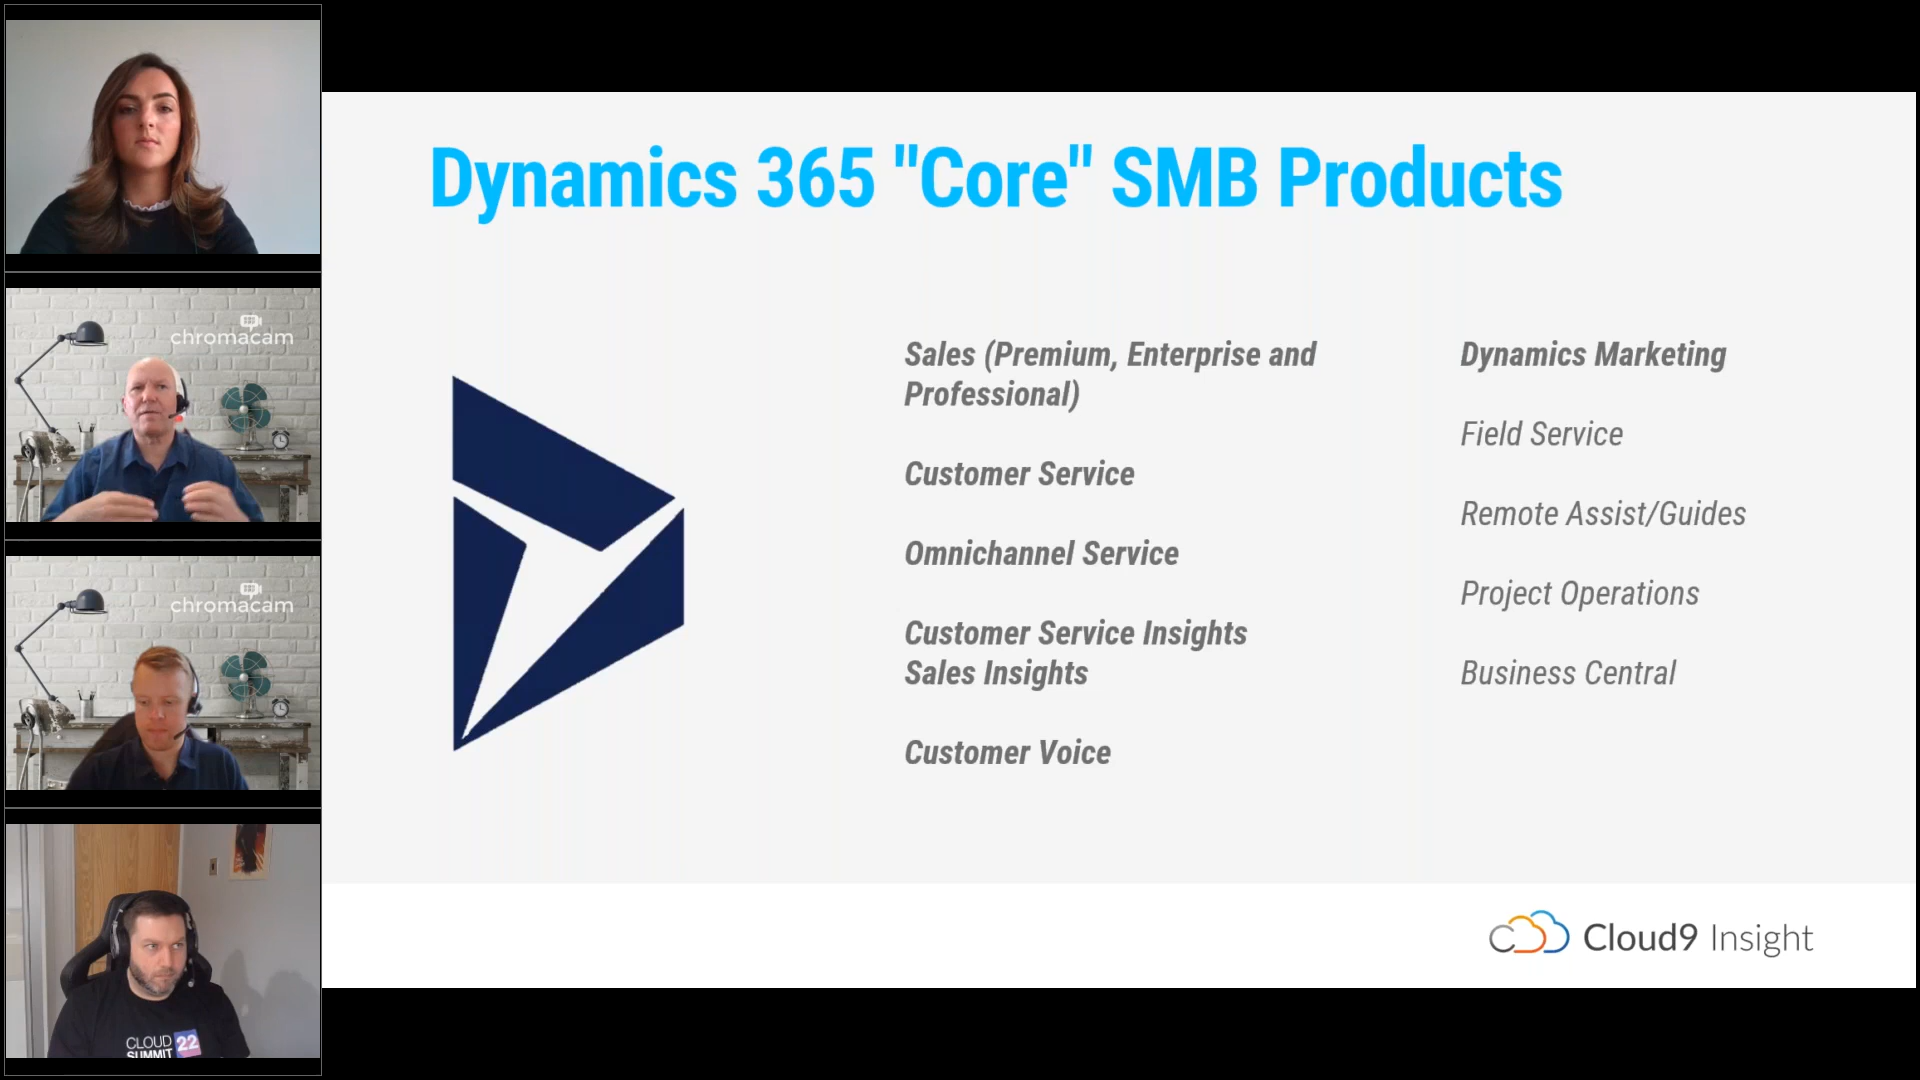 Dynamics 365 "Core" SMB Products
Sales (Premium, Enterprise and
Professional)
Customer Service
Omnichannel Service
Customer Service Insights
Sales Insights
Customer Voice
Dynamics Marketing
Field Service
Remote Assist/Guides
Project Operations
Business Central
Cloud9 Insight
chromacam
chromacam
CLOUD 22
SUMMIT